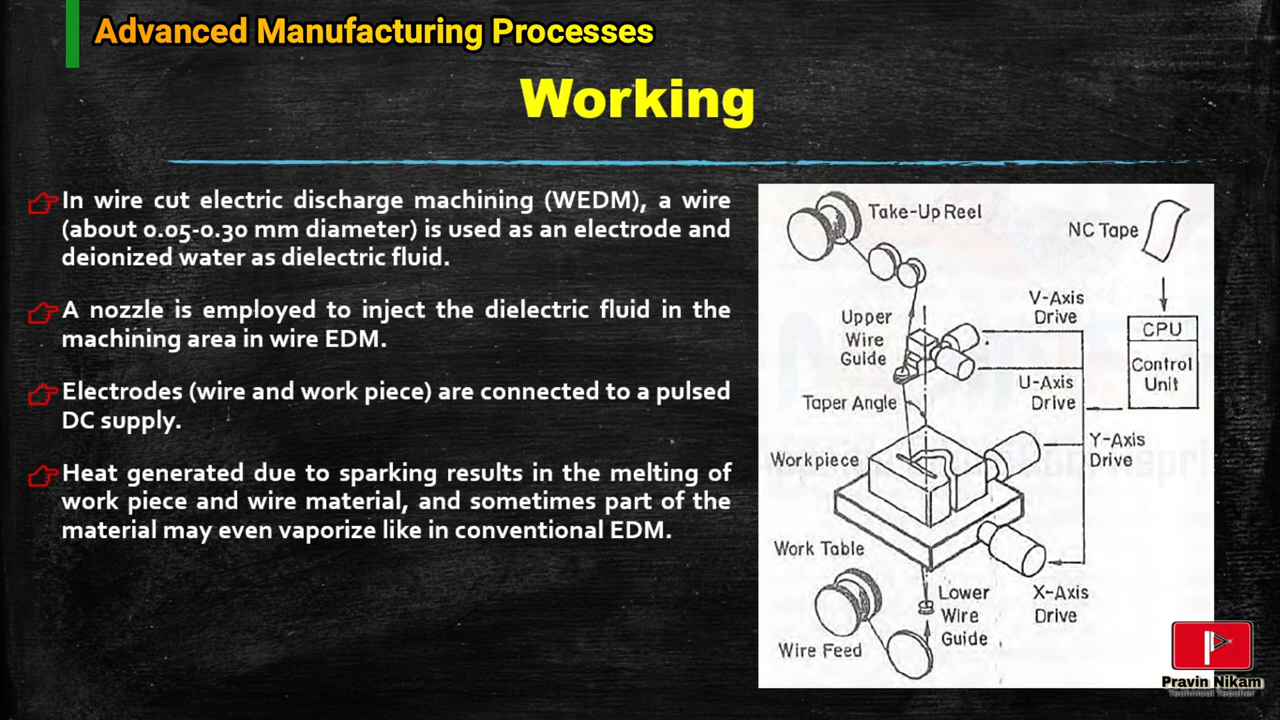 Advanced Manufacturing Processes
Working
In wire cut electric discharge machining (WEDM), a wire
(about 0.05-0.30 mm diameter) is used as an electrode and
deionized water as dielectric fluid.
A nozzle is employed to inject the dielectric fluid in the
machining area in wire EDM.
Electrodes (wire and work piece) are connected to a pulsed
DC supply.
Heat generated due to sparking results in the melting of
work piece and wire material, and sometimes part of the
material may even vaporize like in conventional EDM.
Take-Up Reel
NC Tape
V-Axis
Drive
Upper
Wire
Guide
CPU
Control
Unit
U-Axis
Drive
Taper Angle
Y-Axis
Drive
Workpiece
Work Table
Lower
Wire
Guide
X-Axis
Drive
Wire Feed
Pravin Nikam
Technical Teacher